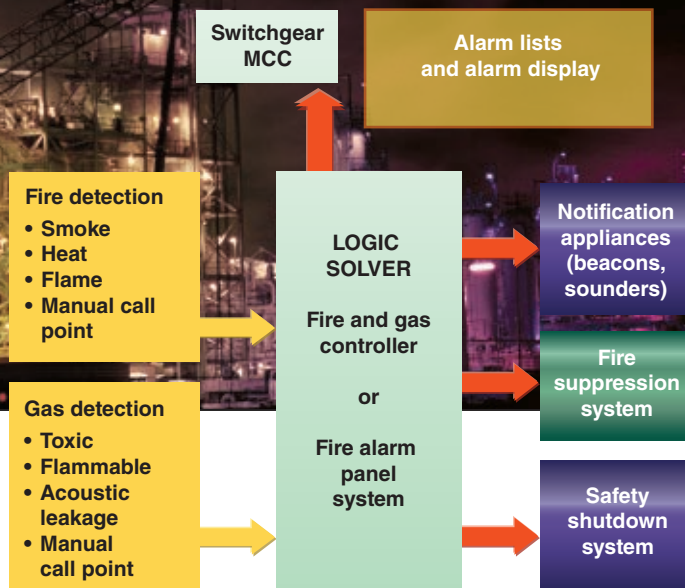 Switchgear
MCC
Alarm lists
and alarm display
Fire detection
• Smoke
• Heat
• Flame
• Manual call
point
Gas detection
• Toxic
• Flammable
• Acoustic
leakage
• Manual
call point
LOGIC
SOLVER
Fire and gas
controller
or
Fire alarm
panel
system
Notification
appliances
(beacons,
sounders)
Fire
suppression
system
Safety
shutdown
system